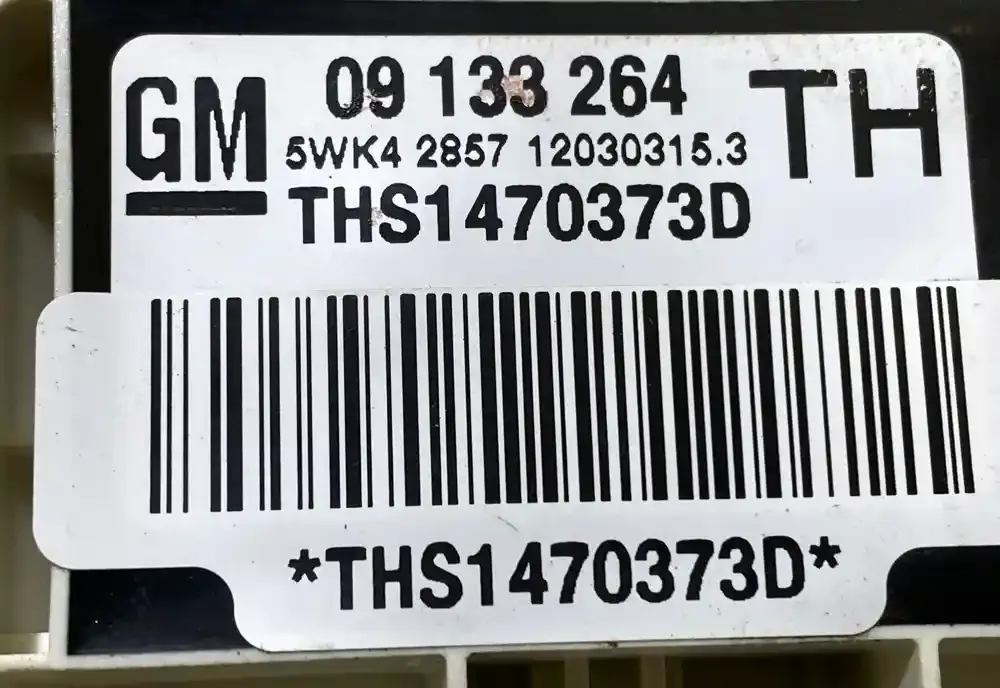 GM
09 133 264
TH
5WK4 2857 12030315.3
THS1470373D
*THS1470373D*